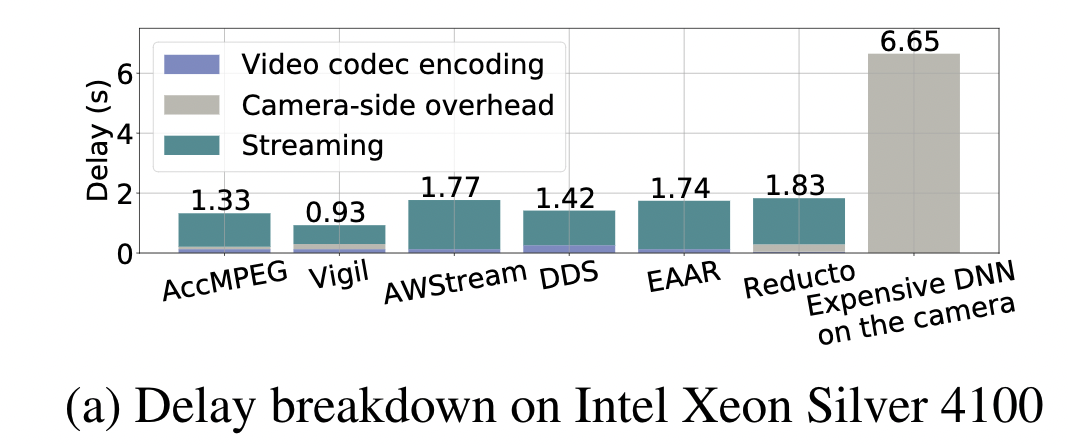 6.65
Video codec encoding
Camera-side overhead
Streaming
Delay (s)
6
4
2
0
1.33
0.93
1.77
1.42
1.74
1.83
AccMPEG
Vigil
AWStream
DDS
EAAR
Reducto
Expensive DNN
on the camera
(a) Delay breakdown on Intel Xeon Silver 4100